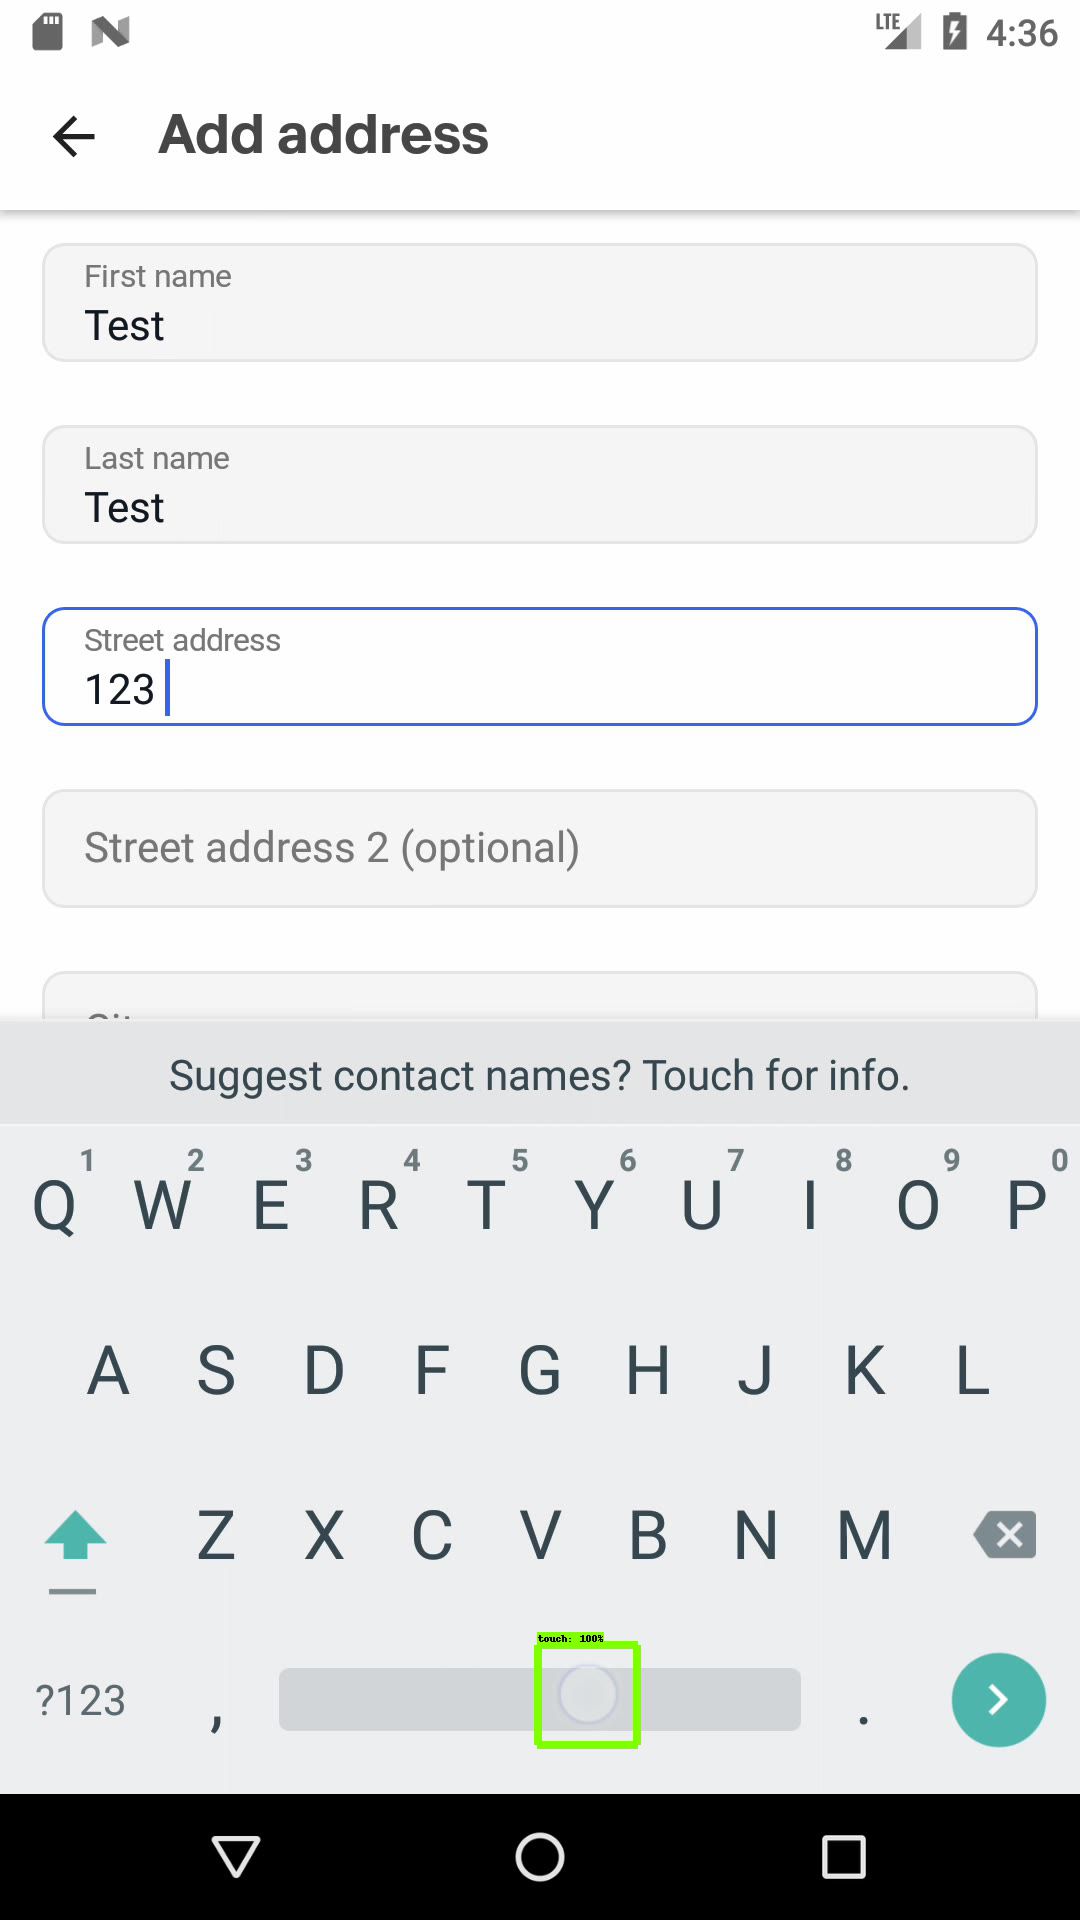 LTE 4:36
Add address
First name
Test
Last name
Test
Street address
123
Street address 2 (optional)
Suggest contact names? Touch for info.
1 2 3 4 5 6 7 8 9 0
Q W E R T Y U I O P
A S D F G H J K L
Z X C V B N M
touch: 100%
?123 , .